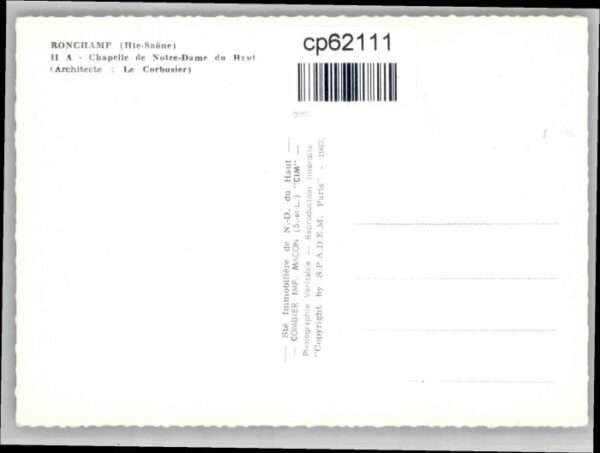 RONCHAMP (Hte-Saône)
11 A - Chapelle de Notre-Dame du Haut
(Architecte : Le Corbusier)
cp62111
Sté Immobilière de N.-D. du Haut
COMBIER IMP. MACON (S.-et-L.) "CIM"
Photographie Véritable — Reproduction interdite
"Copyright by S.P.A.D.E.M. Paris" - 1965